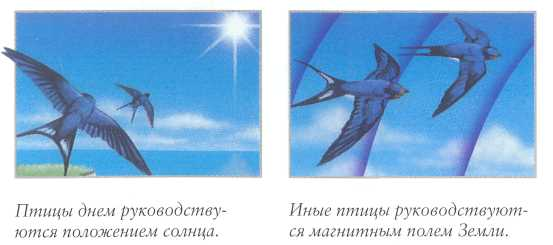 Птицы днем руководству-
ются положением солнца.
Иные птицы руководствуют-
ся магнитным полем Земли.